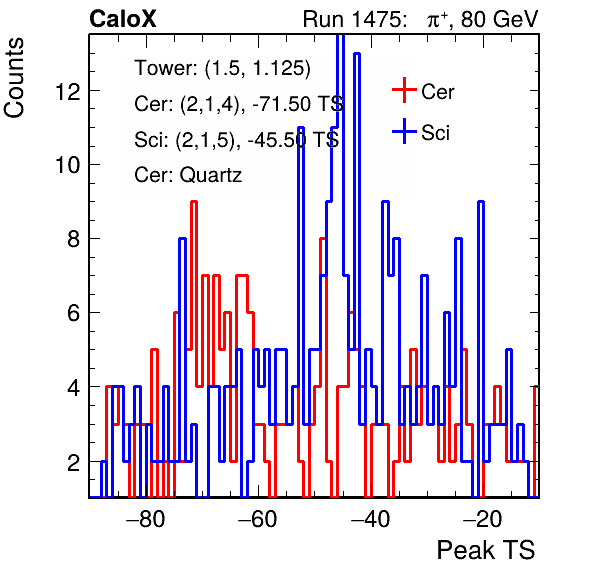 CaloX Run 1475: π⁺, 80 GeV
Counts
Tower: (1.5, 1.125)
Cer: (2,1,4), -71.50 TS
Sci: (2,1,5), -45.50 TS
Cer: Quartz
Cer
Sci
12
10
8
6
4
2
−80 −60 −40 −20
Peak TS